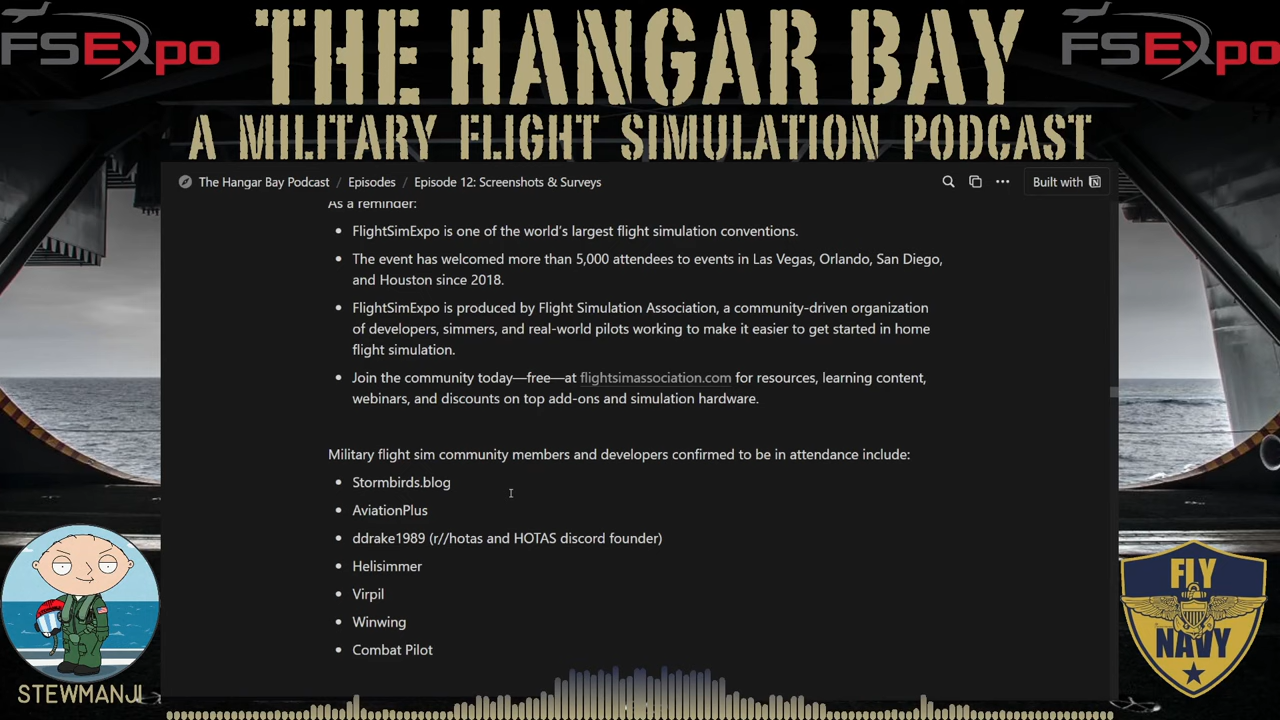 FSExpo
THE HANGAR BAY
FSExpo
A MILITARY FLIGHT SIMULATION PODCAST
The Hangar Bay Podcast / Episodes / Episode 12: Screenshots & Surveys
Built with
As a reminder:
• FlightSimExpo is one of the world's largest flight simulation conventions.
• The event has welcomed more than 5,000 attendees to events in Las Vegas, Orlando, San Diego,
and Houston since 2018.
• FlightSimExpo is produced by Flight Simulation Association, a community-driven organization
of developers, simmers, and real-world pilots working to make it easier to get started in home
flight simulation.
• Join the community today—free—at flightsimassociation.com for resources, learning content,
webinars, and discounts on top add-ons and simulation hardware.
Military flight sim community members and developers confirmed to be in attendance include:
• Stormbirds.blog
• AviationPlus
• ddrake1989 (r//hotas and HOTAS discord founder)
• Helisimmer
• Virpil
• Winwing
• Combat Pilot
STEWMANJI
FLY
NAVY